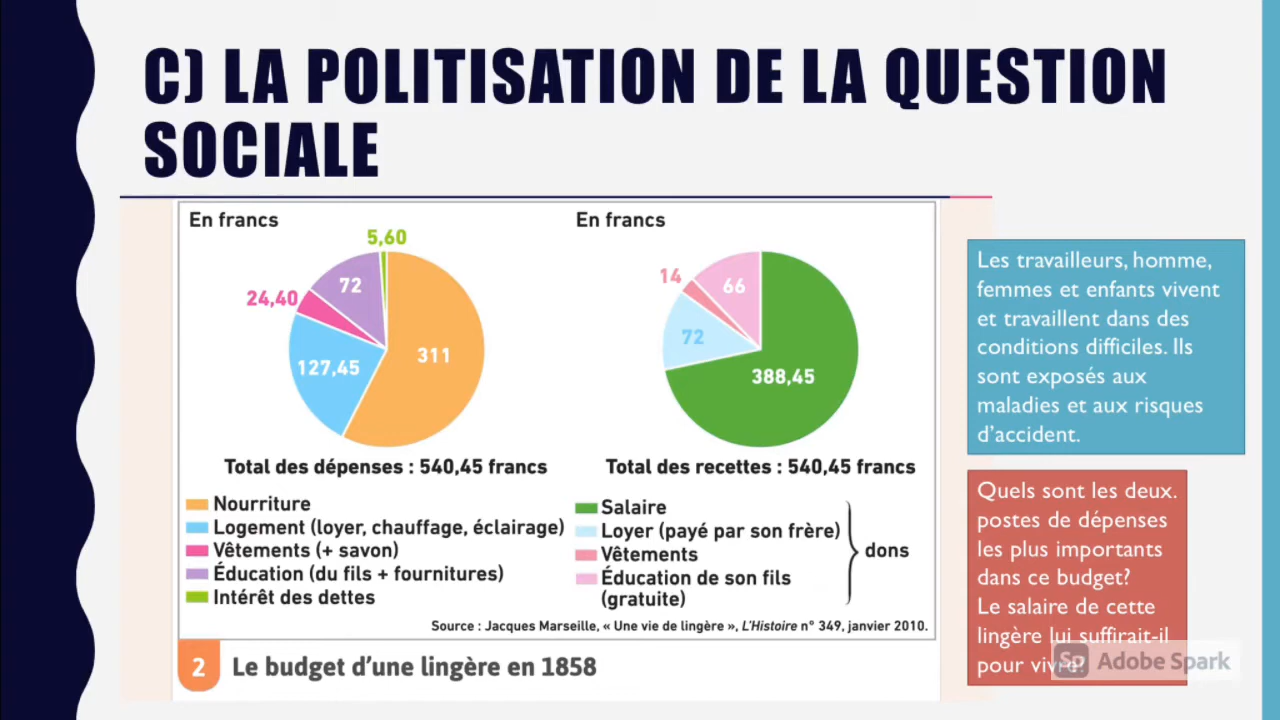 C) LA POLITISATION DE LA QUESTION
SOCIALE
En francs
5,60
72
24,40
127,45
311
Total des dépenses : 540,45 francs
Nourriture
Logement (loyer, chauffage, éclairage)
Vêtements (+ savon)
Éducation (du fils + fournitures)
Intérêt des dettes
En francs
14
66
72
388,45
Total des recettes : 540,45 francs
Salaire
Loyer (payé par son frère)
Vêtements
Éducation de son fils
(gratuite)
dons
Source : Jacques Marseille, « Une vie de lingère », L'Histoire n° 349, janvier 2010.
2 Le budget d'une lingère en 1858
Les travailleurs, homme,
femmes et enfants vivent
et travaillent dans des
conditions difficiles. Ils
sont exposés aux
maladies et aux risques
d'accident.
Quels sont les deux.
postes de dépenses
les plus importants
dans ce budget?
Le salaire de cette
lingère lui suffirait-il
pour vivre?
Sp Adobe Spark